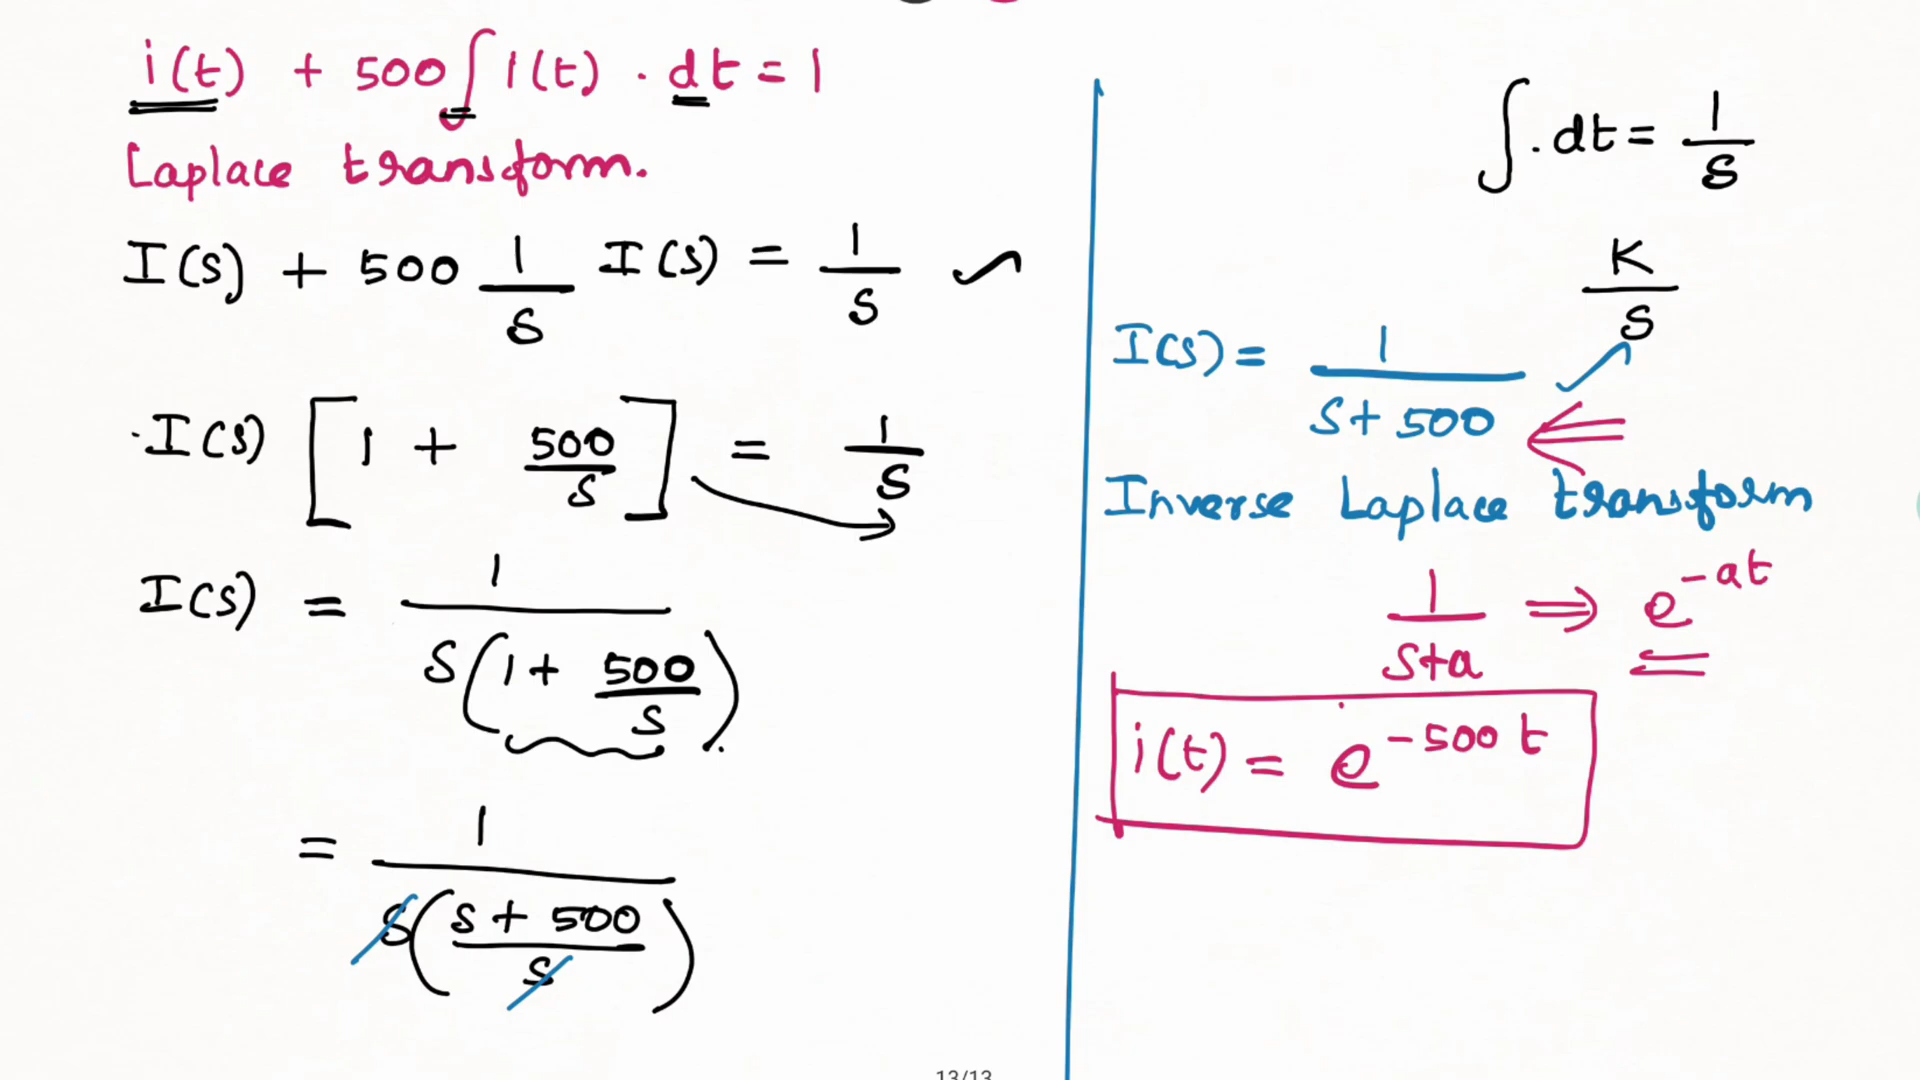 i(t) + 500∫ i(t) · dt = 1
Laplace transform.
I(s) + 500 1/s I(s) = 1/s
I(s) [1 + 500/s] = 1/s
I(s) = 1/(s(1 + 500/s))
= 1/(s((s + 500)/s))
∫ · dt = 1/s
K/s
I(s) = 1/(s + 500)
Inverse Laplace transform
1/(s+a) ⇒ e^(-at)
i(t) = e^(-500t)
13/13